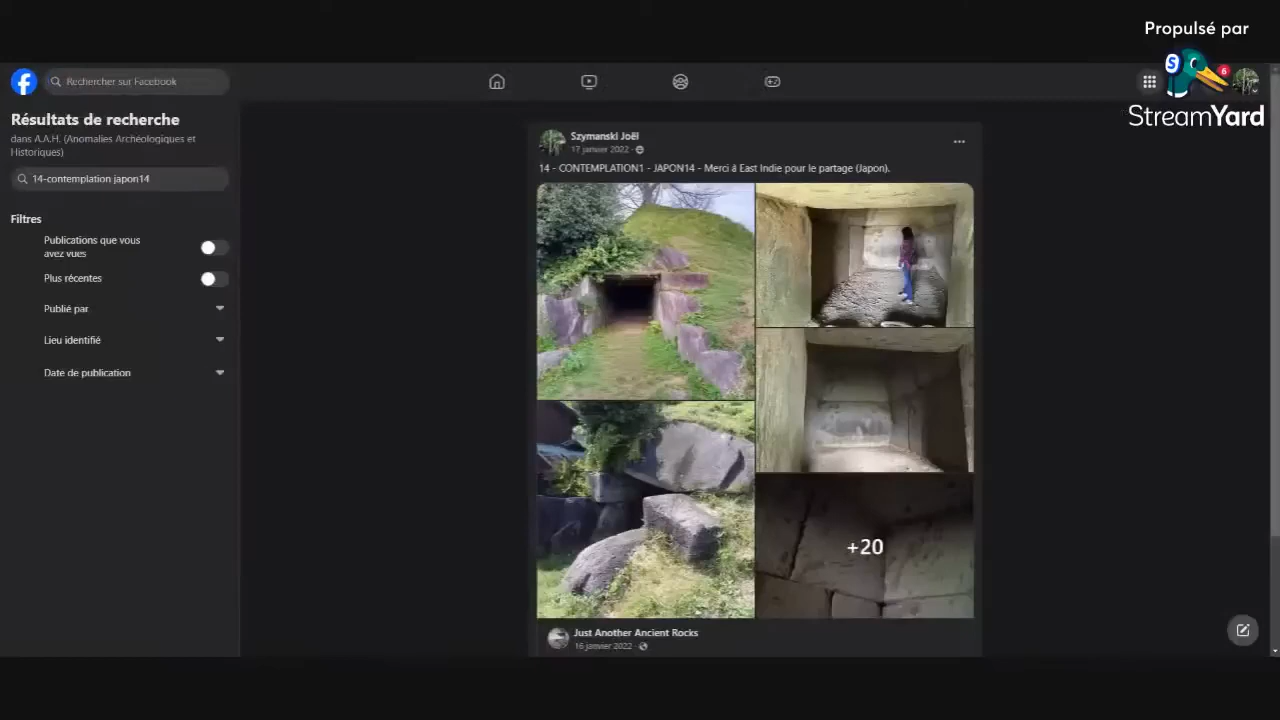 Propulsé par
StreamYard
Rechercher sur Facebook
6
Résultats de recherche
dans A.A.H. (Anomalies Archéologiques et
Historiques)
14-contemplation japon14
Filtres
Publications que vous
avez vues
Plus récentes
Publié par
Lieu identifié
Date de publication
Szymanski Joël
17 janvier 2022
14 - CONTEMPLATION1 - JAPON14 - Merci à East Indie pour le partage (Japon).
+20
Just Another Ancient Rocks
16 janvier 2022